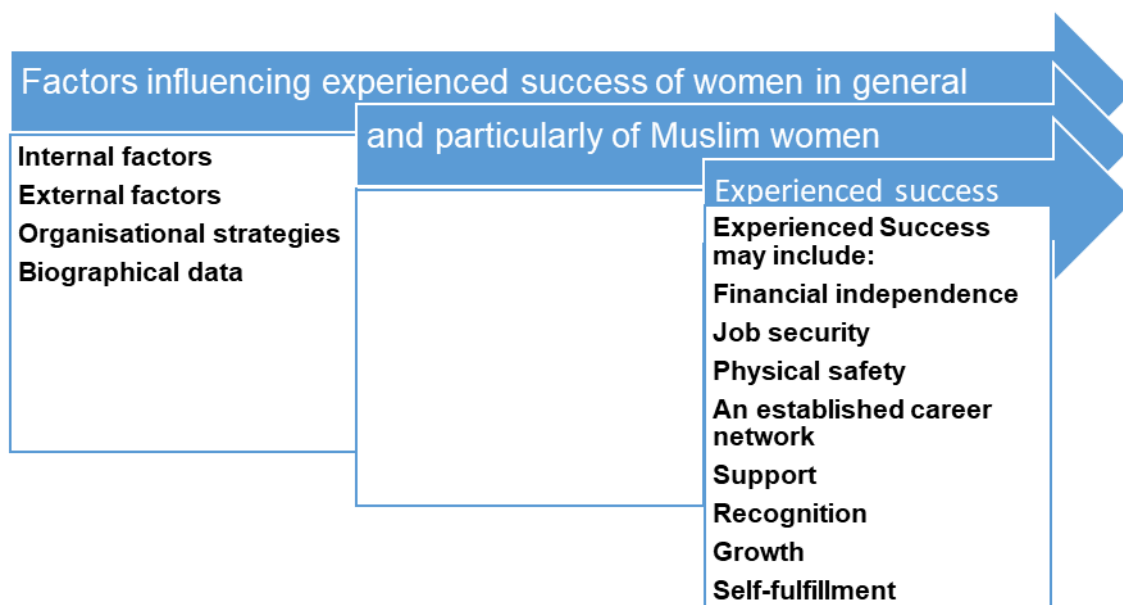 Factors influencing experienced success of women in general
and particularly of Muslim women
Experienced success
Internal factors
External factors
Organisational strategies
Biographical data
Experienced Success
may include:
Financial independence
Job security
Physical safety
An established career
network
Support
Recognition
Growth
Self-fulfillment